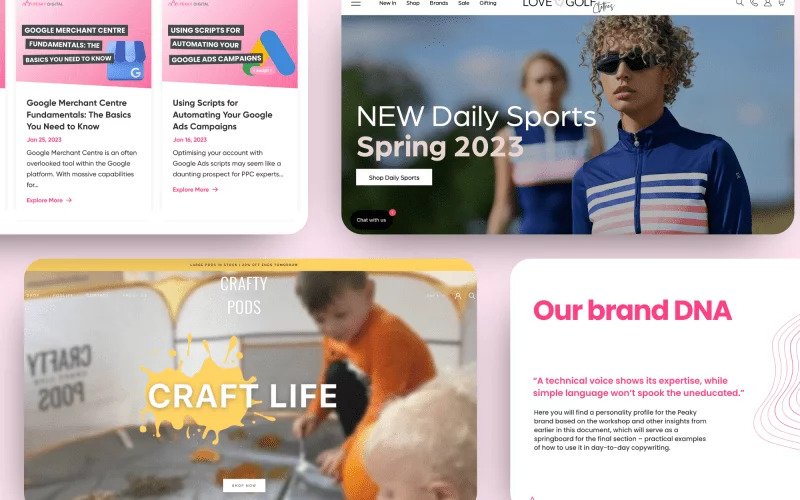 PEAKY DIGITAL
GOOGLE MERCHANT CENTRE
FUNDAMENTALS: THE
BASICS YOU NEED TO KNOW
Google Merchant Centre
Fundamentals: The Basics
You Need to Know
Jan 25, 2023
Google Merchant Centre is an often
overlooked tool within the Google
platform. With massive capabilities
for...
Explore More →
PEAKY DIGITAL
USING SCRIPTS FOR
AUTOMATING YOUR
GOOGLE ADS CAMPAIGNS
Using Scripts for
Automating Your Google
Ads Campaigns
Jan 16, 2023
Optimising your account with
Google Ads scripts may seem like a
daunting prospect for PPC experts...
Explore More →
New In Shop Brands Sale Gifting
LOVE GOLF
Clothes
NEW Daily Sports
Spring 2023
Shop Daily Sports
Chat with us
LARGE PODS IN STOCK | 20% OFF ENDS TOMORROW
SHOP
ABOUT US
CRAFTY
PODS
CRAFTY
PODS
CRAFT LIFE
SHOP NOW
Our brand DNA
“A technical voice shows its expertise, while
simple language won’t spook the uneducated.”
Here you will find a personality profile for the Peaky
brand based on the workshop and other insights from
earlier in this document, which will serve as a
springboard for the final section – practical examples
of how to use it in day-to-day copywriting.